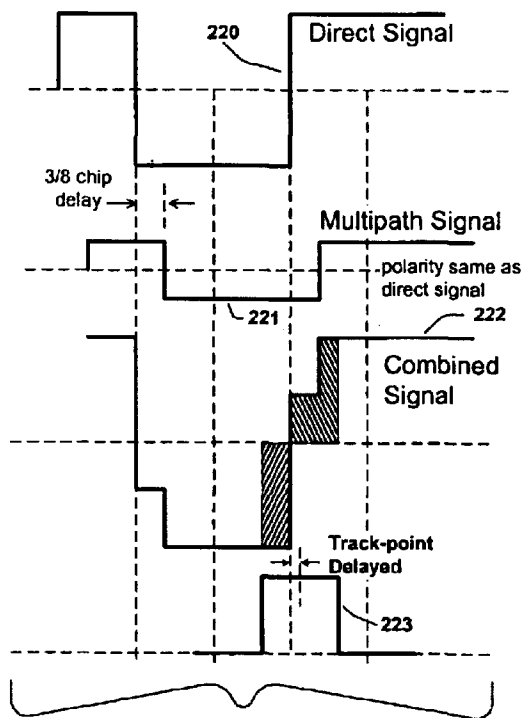 220
Direct Signal
3/8 chip
delay
Multipath Signal
polarity same as
direct signal
221
222
Combined
Signal
Track-point
Delayed
223